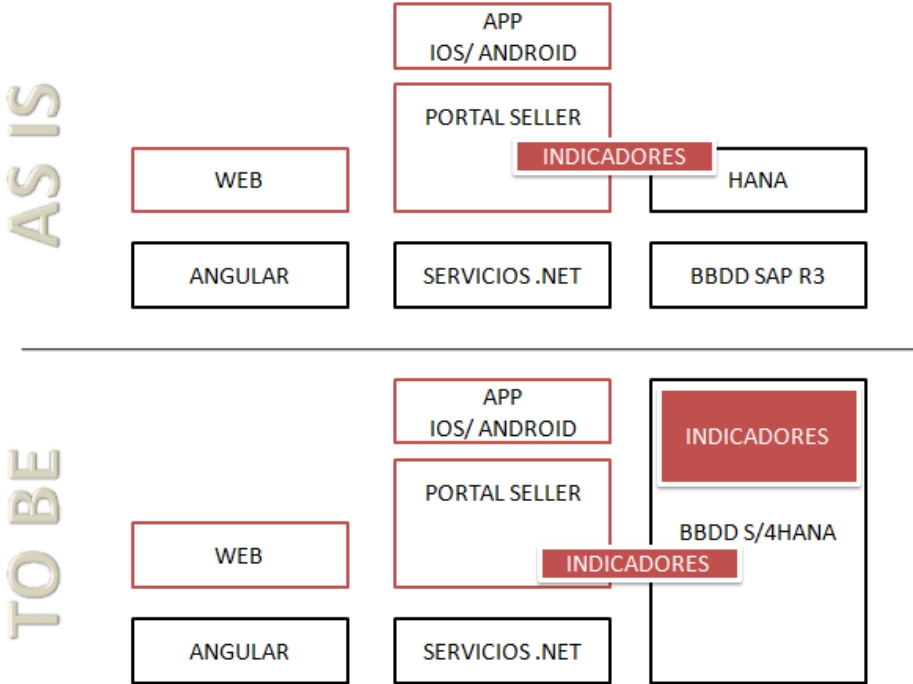 AS IS
APP
IOS/ ANDROID
PORTAL SELLER
INDICADORES
WEB
HANA
ANGULAR
SERVICIOS .NET
BBDD SAP R3
TO BE
APP
IOS/ ANDROID
INDICADORES
PORTAL SELLER
BBDD S/4HANA
WEB
INDICADORES
ANGULAR
SERVICIOS .NET